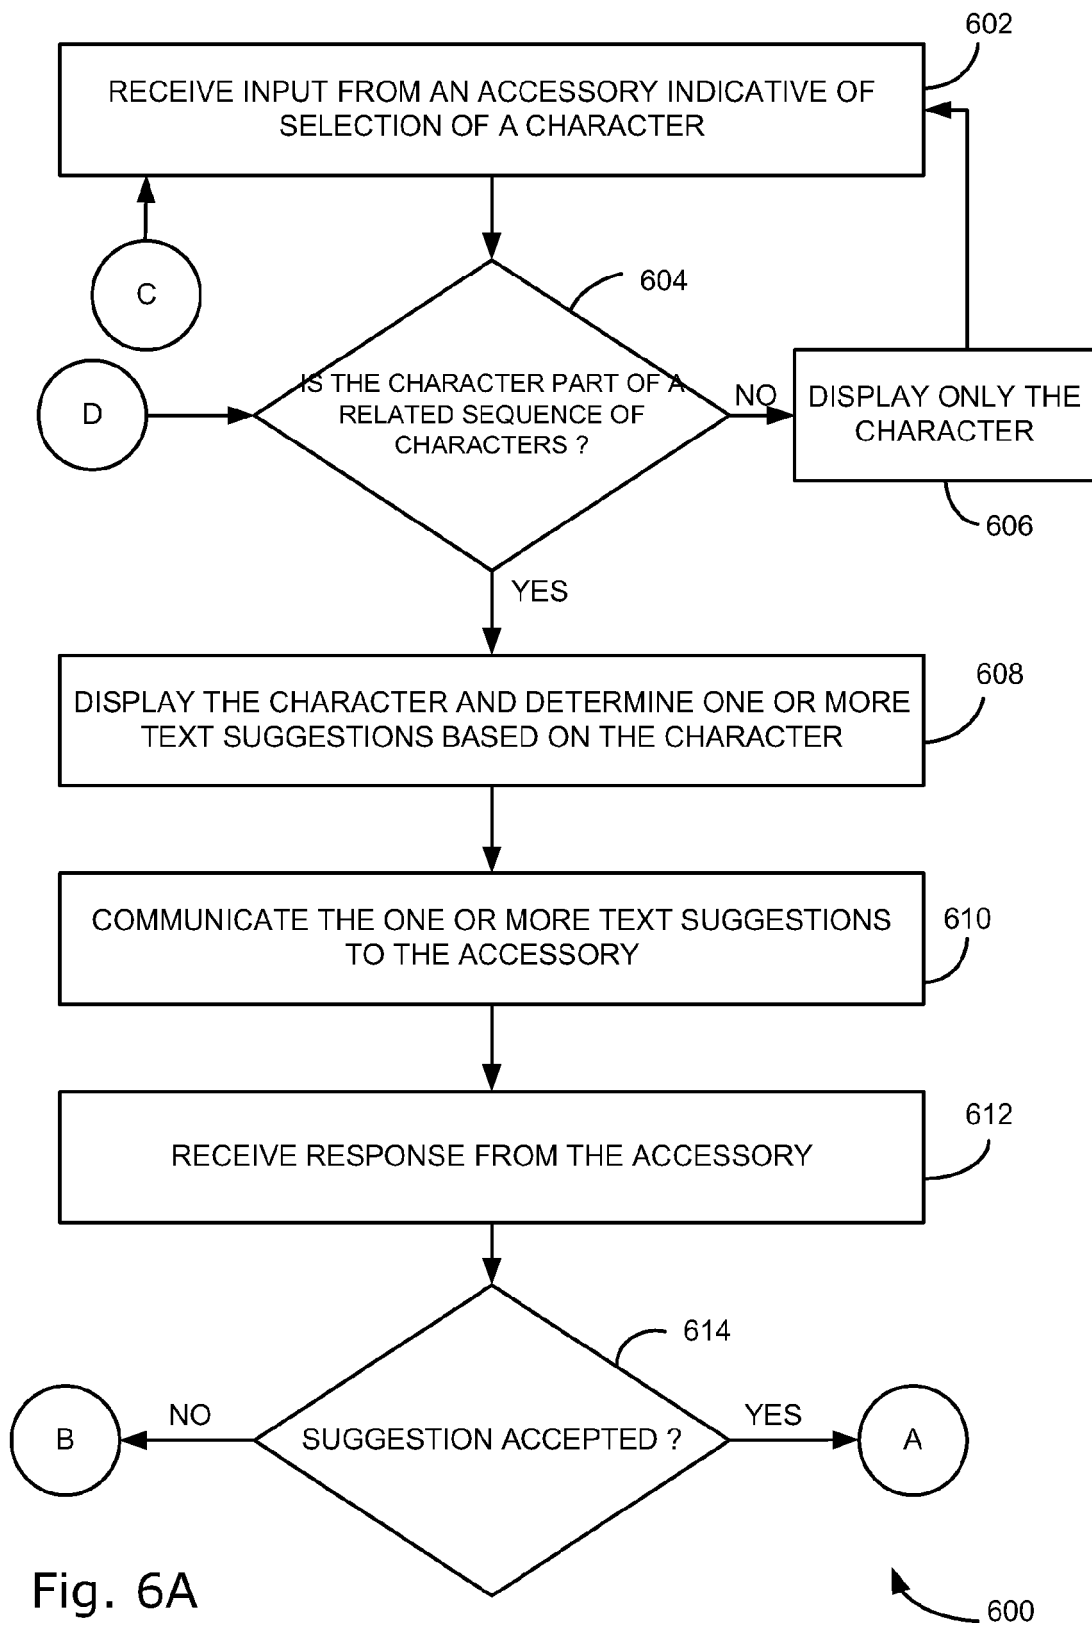 602
RECEIVE INPUT FROM AN ACCESSORY INDICATIVE OF
SELECTION OF A CHARACTER
C
604
D
IS THE CHARACTER PART OF A
RELATED SEQUENCE OF
CHARACTERS ?
NO
DISPLAY ONLY THE
CHARACTER
606
YES
608
DISPLAY THE CHARACTER AND DETERMINE ONE OR MORE
TEXT SUGGESTIONS BASED ON THE CHARACTER
610
COMMUNICATE THE ONE OR MORE TEXT SUGGESTIONS
TO THE ACCESSORY
612
RECEIVE RESPONSE FROM THE ACCESSORY
614
B
NO
SUGGESTION ACCEPTED ?
YES
A
Fig. 6A
600